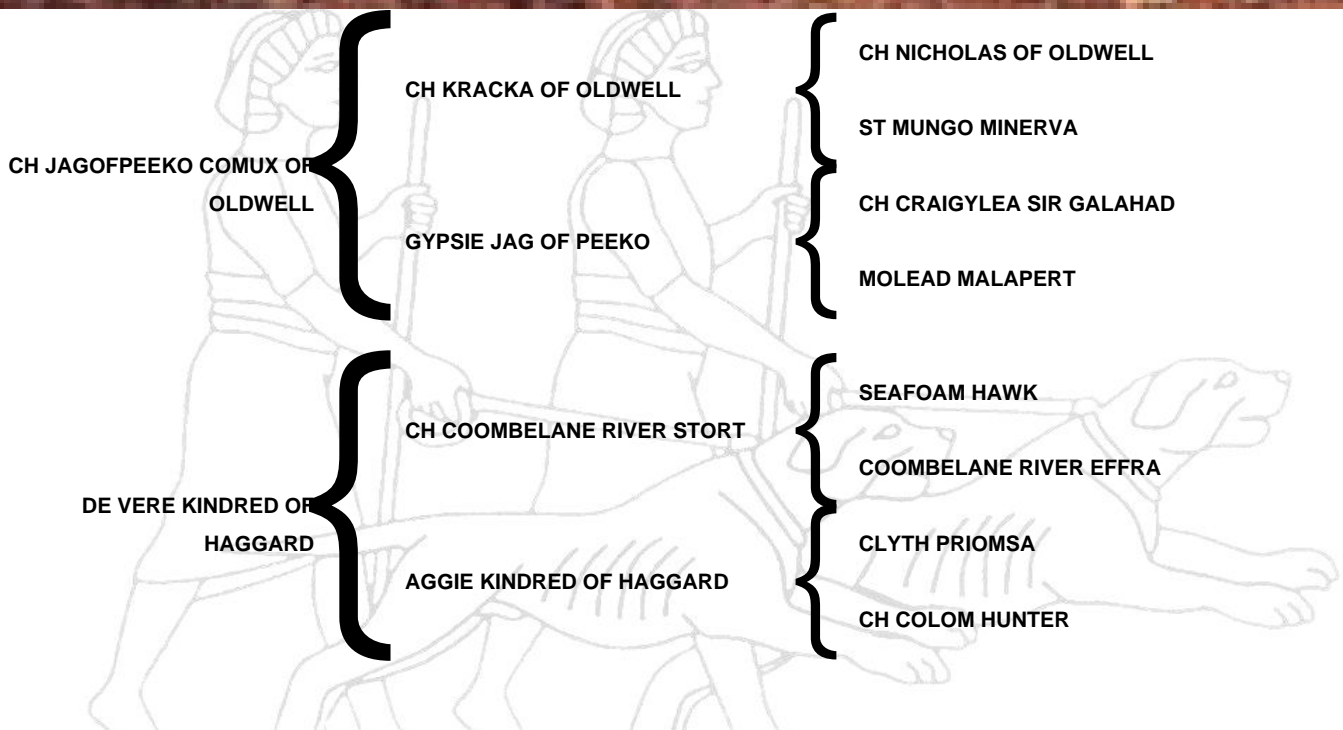 CH NICHOLAS OF OLDWELL
CH KRACKA OF OLDWELL
ST MUNGO MINERVA
CH JAGOFPEEKO COMUX OF
OLDWELL
CH CRAIGYLEA SIR GALAHAD
GYPSIE JAG OF PEEKO
MOLEAD MALAPERT
SEAFOAM HAWK
CH COOMBELANE RIVER STORT
COOMBELANE RIVER EFFRA
DE VERE KINDRED OF
HAGGARD
CLYTH PRIOMSA
AGGIE KINDRED OF HAGGARD
CH COLOM HUNTER